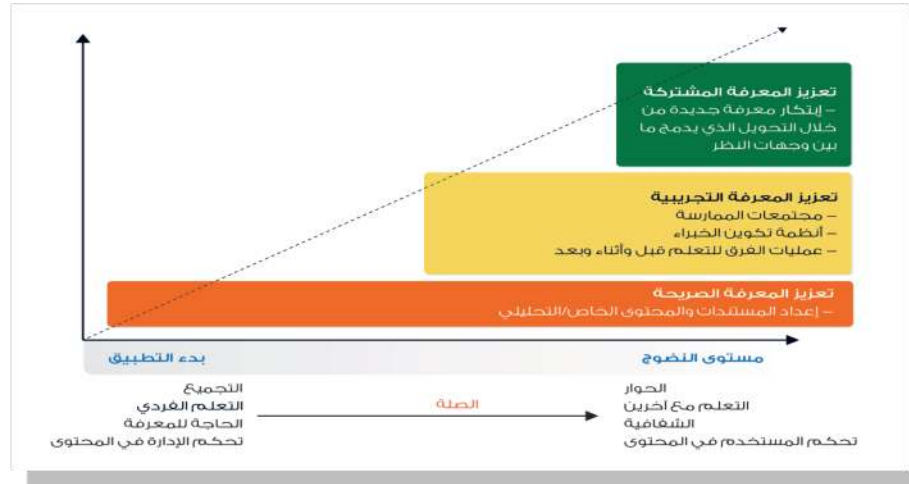 تعزيز المعرفة المشتركة
– إبتكار معرفة جديدة من
خلال التحويل الذي يدمج ما
بين وجهات النظر
تعزيز المعرفة التجريبية
– مجتمعات الممارسة
– أنظمة تكوين الخبراء
– عمليات الفرق للتعلم قبل وأثناء وبعد
تعزيز المعرفة الصريحة
– إعداد المستندات والمحتوى الخاص/التحليلي
مستوى النضوج
بدء التطبيق
الحوار
التعلم مع آخرين
الشفافية
تحكم المستخدم في المحتوى
الصلة
التجميع
التعلم الفردي
الحاجة للمعرفة
تحكم الإدارة في المحتوى